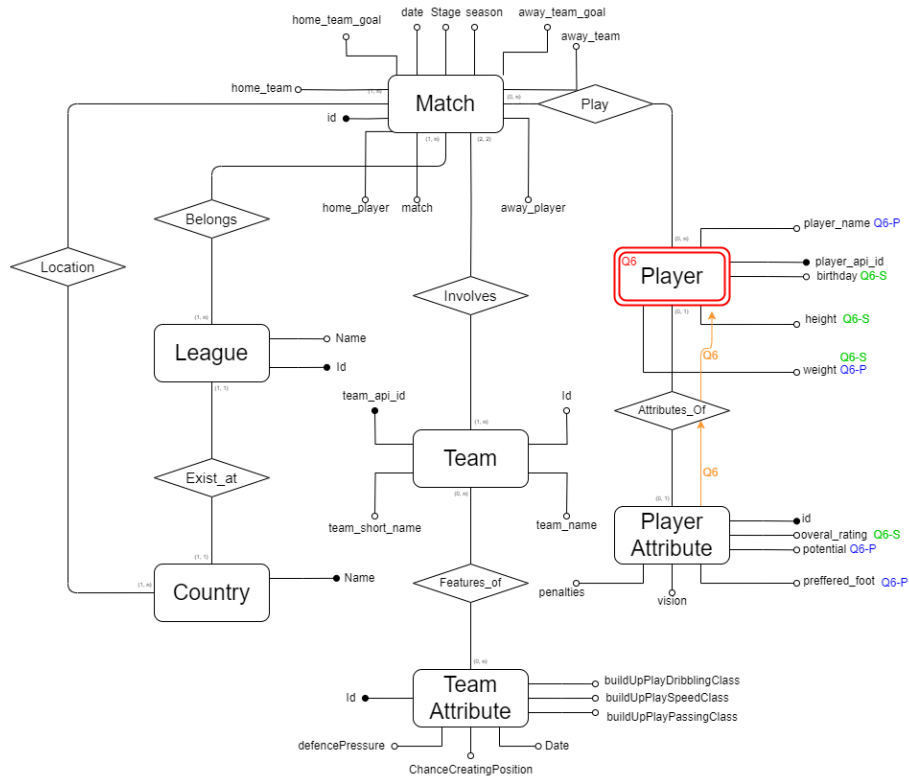 date Stage season
home_team_goal
away_team_goal
away_team
home_team
(1, n)
Match
(0, n)
Play
id
(1, n)
(2, 2)
home_player
match
away_player
Belongs
Location
player_name Q6-P
(0, n)
Q6
Player
player_api_id
birthday Q6-S
Involves
(1, n)
(0, 1)
height Q6-S
League
Name
Id
Q6
Q6-S
weight Q6-P
(1, 1)
team_api_id
Id
Attributes_Of
(1, n)
Team
Exist_at
Q6
(0, n)
(0, 1)
team_short_name
team_name
Player
Attribute
id
overal_rating Q6-S
potential Q6-P
(1, 1)
(1, n)
Country
Name
Features_of
penalties
vision
preffered_foot Q6-P
(0, n)
Team
Attribute
Id
buildUpPlayDribblingClass
buildUpPlaySpeedClass
buildUpPlayPassingClass
defencePressure
Date
ChanceCreatingPosition